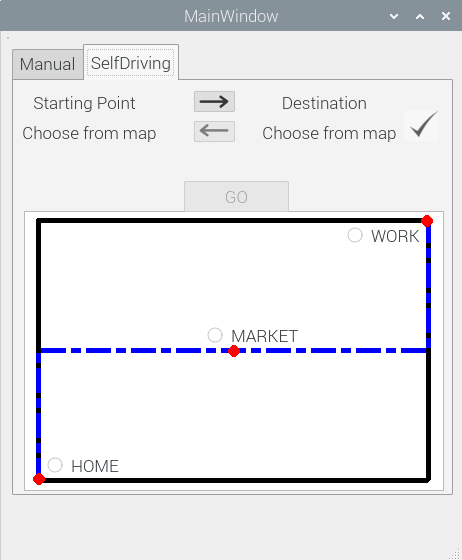 MainWindow
Manual
SelfDriving
Starting Point
Destination
Choose from map
Choose from map
GO
WORK
MARKET
HOME